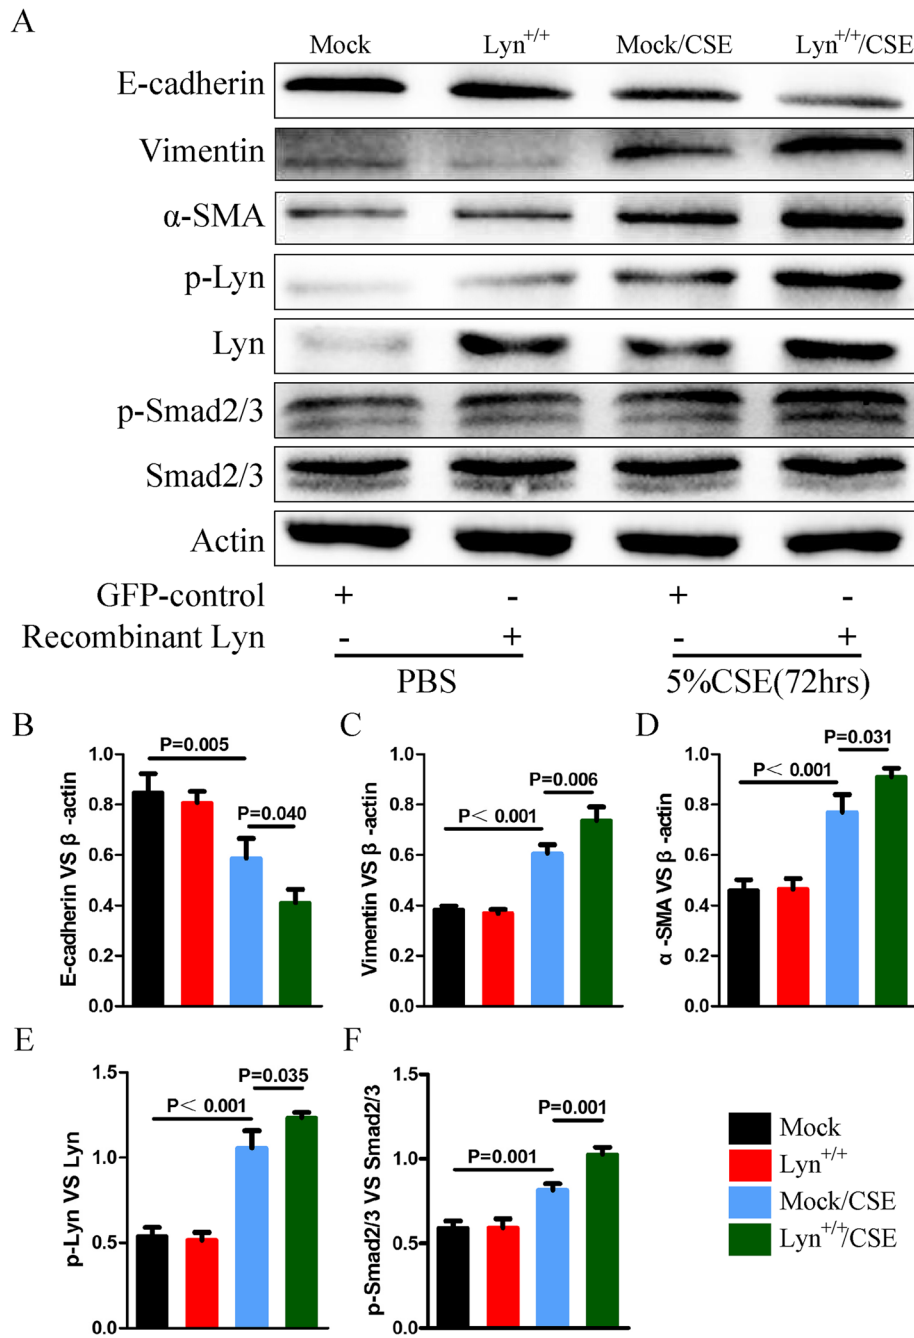 A
Mock Lyn+/+ Mock/CSE Lyn+/+/CSE
E-cadherin
Vimentin
α-SMA
p-Lyn
Lyn
p-Smad2/3
Smad2/3
Actin
GFP-control + - + -
Recombinant Lyn - + - +
PBS 5%CSE(72hrs)
B
E-cadherin VS β -actin
1.0
0.8
0.6
0.4
0.2
0.0
P=0.005
P=0.040
C
Vimentin VS β -actin
1.0
0.8
0.6
0.4
0.2
0.0
P< 0.001
P=0.006
D
α -SMA VS β -actin
1.0
0.8
0.6
0.4
0.2
0.0
P< 0.001
P=0.031
E
p-Lyn VS Lyn
1.5
1.0
0.5
0.0
P< 0.001
P=0.035
F
p-Smad2/3 VS Smad2/3
1.5
1.0
0.5
0.0
P=0.001
P=0.001
Mock
Lyn+/+
Mock/CSE
Lyn+/+/CSE